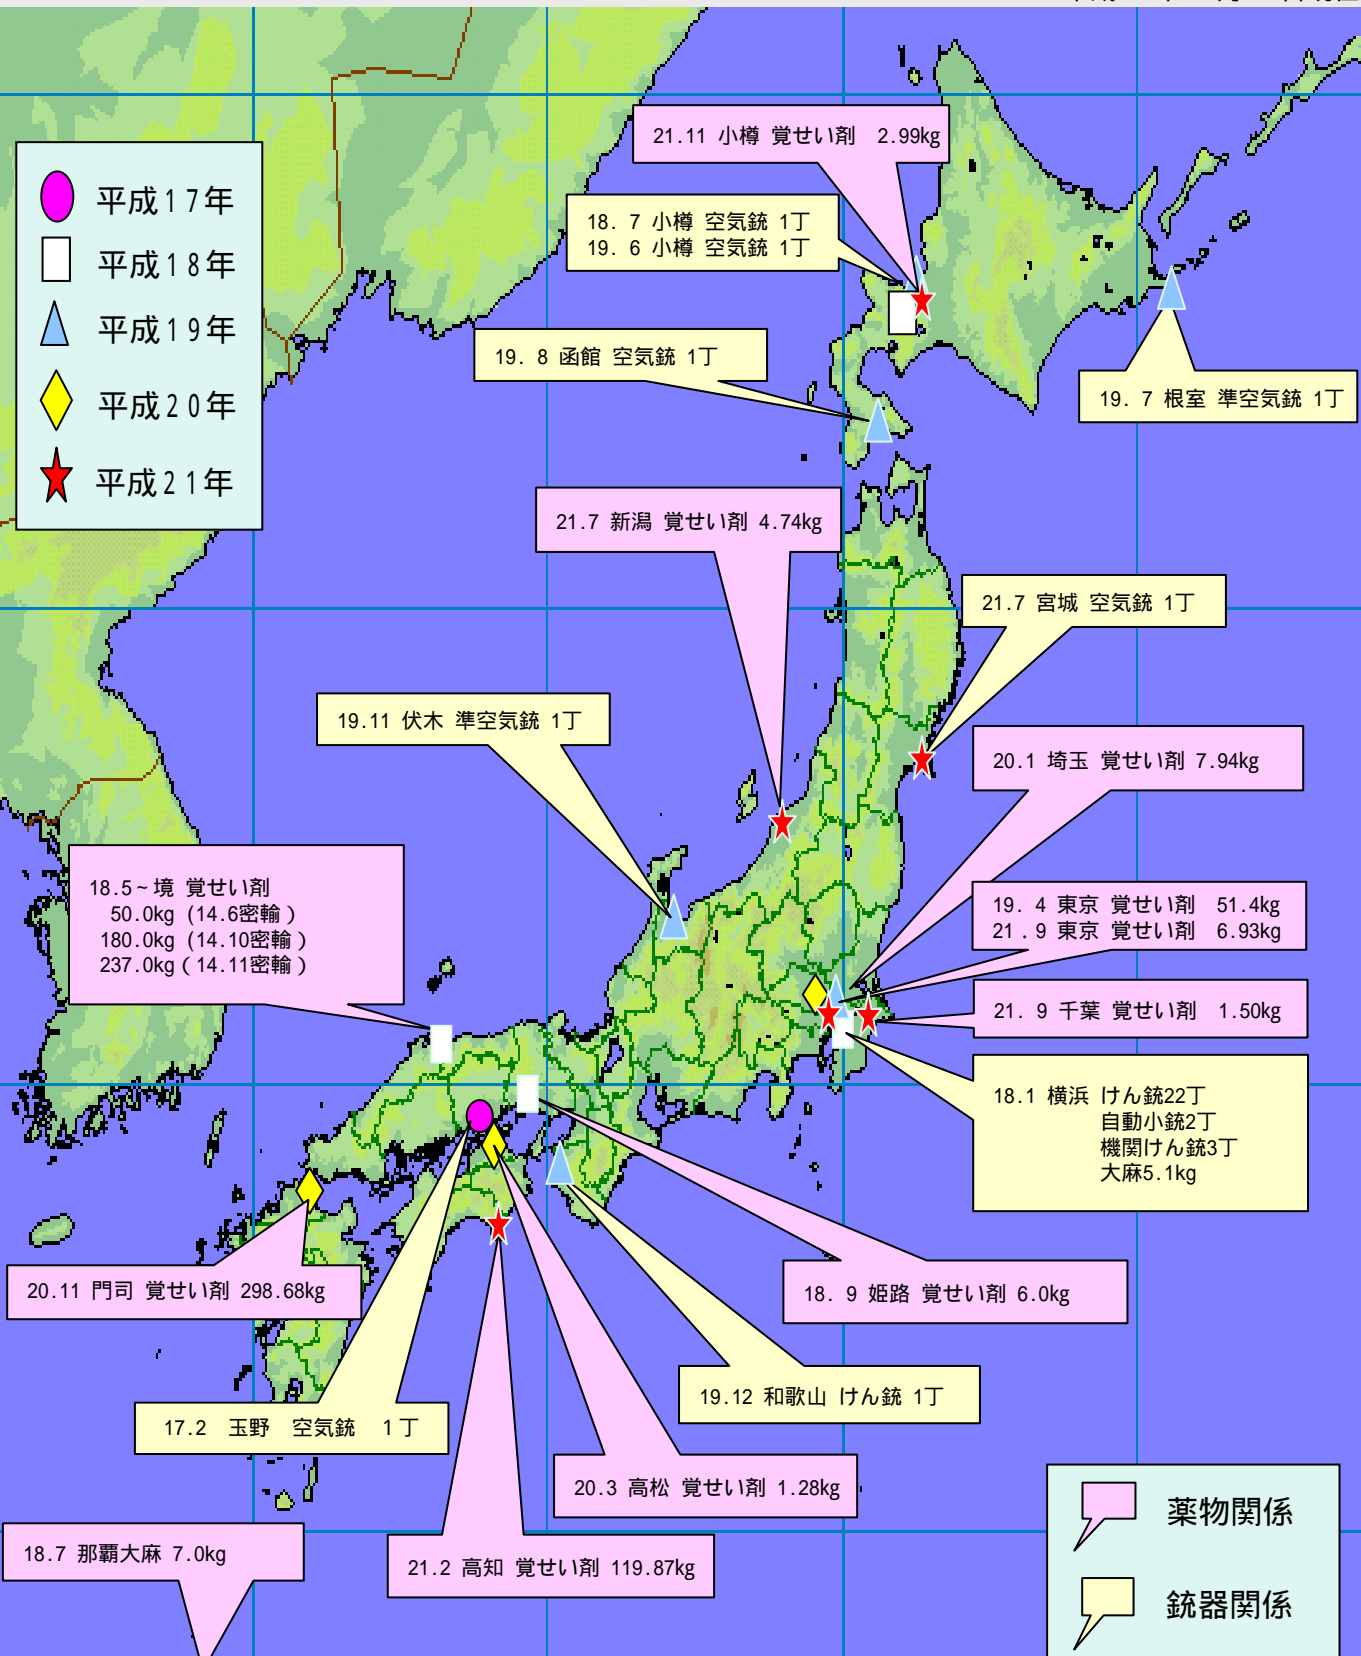 平成17年
平成18年
平成19年
平成20年
平成21年
21.11 小樽 覚せい剤 2.99kg
18. 7 小樽 空気銃 1丁
19. 6 小樽 空気銃 1丁
19. 8 函館 空気銃 1丁
19. 7 根室 準空気銃 1丁
21.7 新潟 覚せい剤 4.74kg
21.7 宮城 空気銃 1丁
19.11 伏木 準空気銃 1丁
20.1 埼玉 覚せい剤 7.94kg
18.5~境 覚せい剤
50.0kg (14.6密輸)
180.0kg (14.10密輸)
237.0kg (14.11密輸)
19. 4 東京 覚せい剤 51.4kg
21 . 9 東京 覚せい剤 6.93kg
21. 9 千葉 覚せい剤 1.50kg
18.1 横浜 けん銃22丁
自動小銃2丁
機関けん銃3丁
大麻5.1kg
20.11 門司 覚せい剤 298.68kg
18. 9 姫路 覚せい剤 6.0kg
19.12 和歌山 けん銃 1丁
17.2 玉野 空気銃 1丁
20.3 高松 覚せい剤 1.28kg
18.7 那覇大麻 7.0kg
21.2 高知 覚せい剤 119.87kg
薬物関係
銃器関係